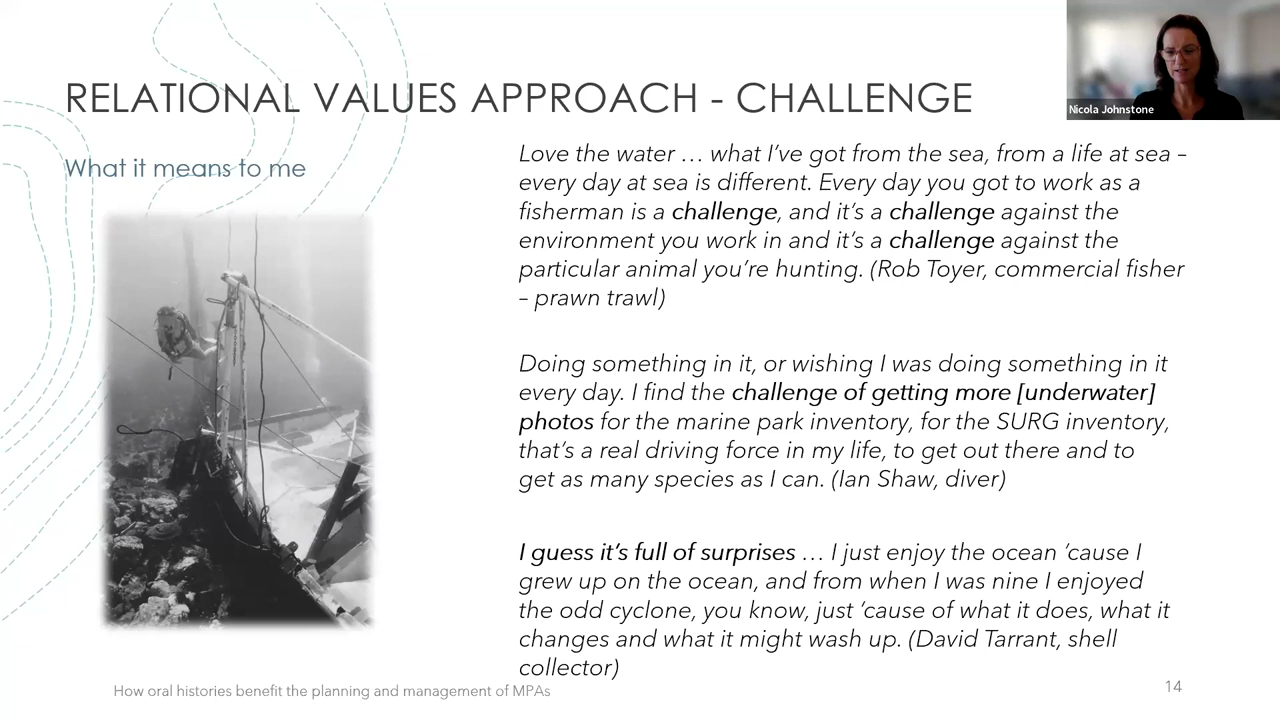 RELATIONAL VALUES APPROACH - CHALLENGE
Nicola Johnstone
What it means to me
Love the water … what I’ve got from the sea, from a life at sea –
every day at sea is different. Every day you got to work as a
fisherman is a challenge, and it’s a challenge against the
environment you work in and it’s a challenge against the
particular animal you’re hunting. (Rob Toyer, commercial fisher
– prawn trawl)
Doing something in it, or wishing I was doing something in it
every day. I find the challenge of getting more [underwater]
photos for the marine park inventory, for the SURG inventory,
that’s a real driving force in my life, to get out there and to
get as many species as I can. (Ian Shaw, diver)
I guess it’s full of surprises … I just enjoy the ocean ‘cause I
grew up on the ocean, and from when I was nine I enjoyed
the odd cyclone, you know, just ‘cause of what it does, what it
changes and what it might wash up. (David Tarrant, shell
collector)
How oral histories benefit the planning and management of MPAs
14